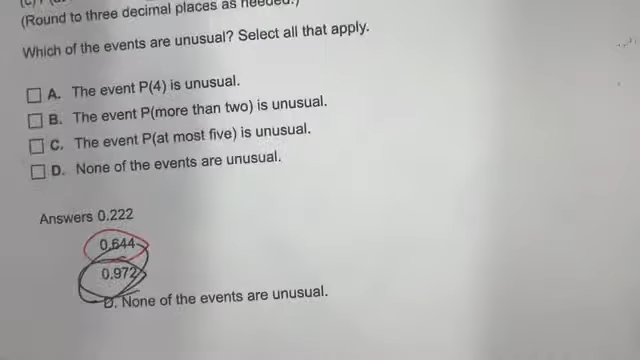 (Round to three decimal places as needed.)
Which of the events are unusual? Select all that apply.
A. The event P(4) is unusual.
B. The event P(more than two) is unusual.
C. The event P(at most five) is unusual.
D. None of the events are unusual.
Answers 0.222
0.644
0.972
D. None of the events are unusual.